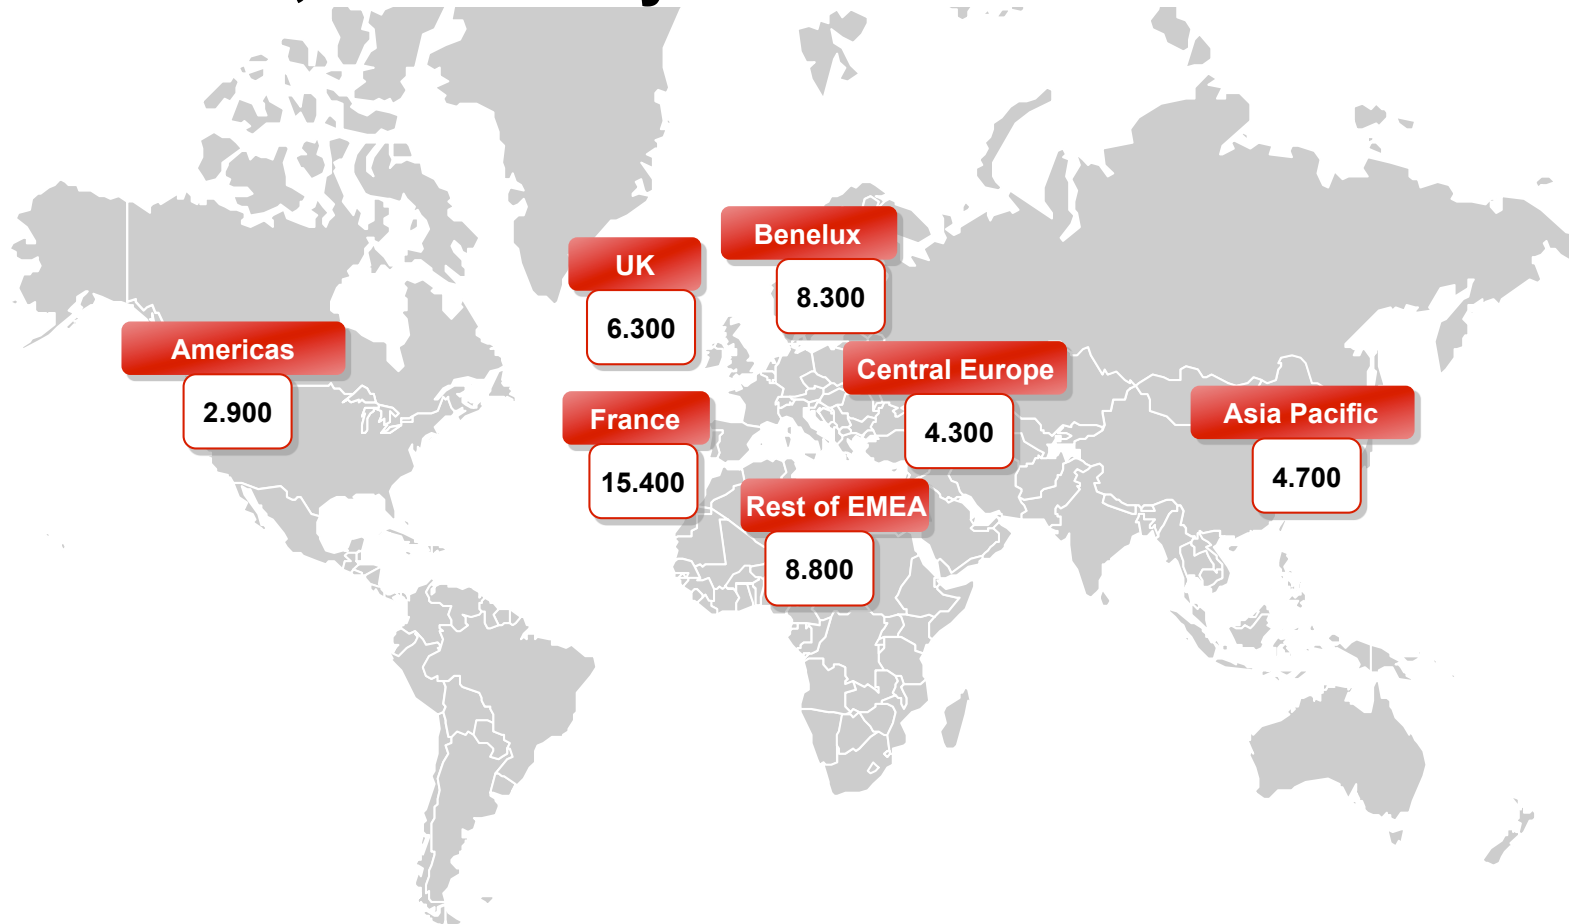 Benelux
8.300
UK
6.300
Americas
2.900
Central Europe
4.300
France
15.400
Asia Pacific
4.700
Rest of EMEA
8.800